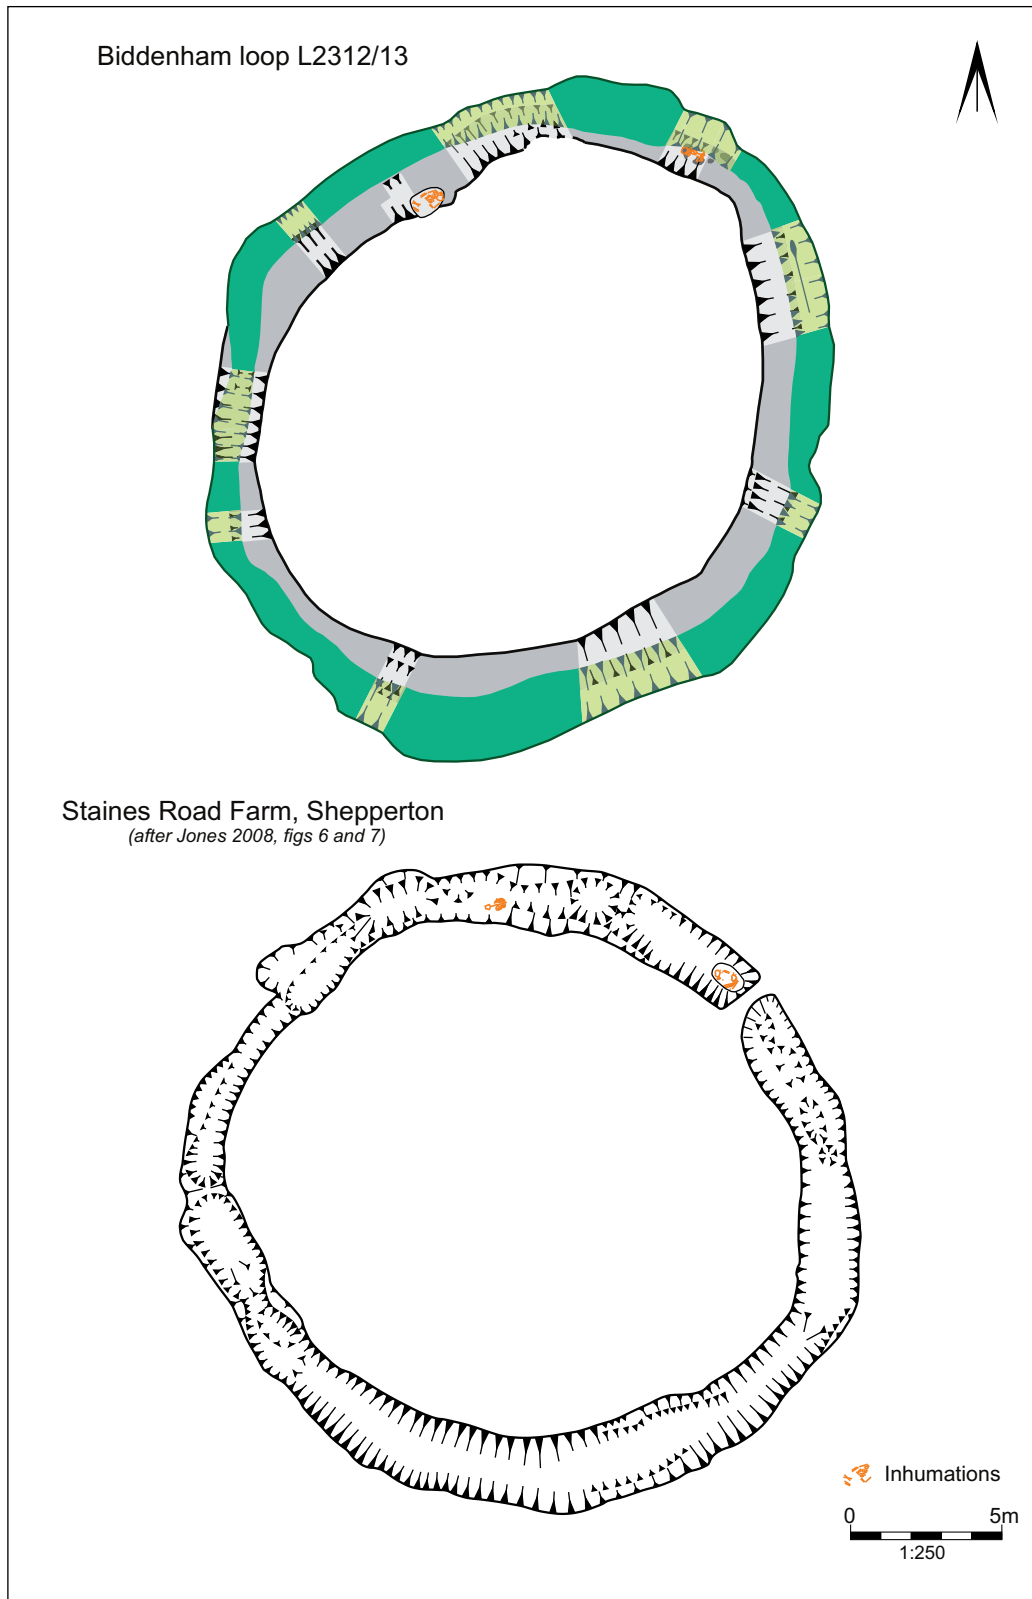 Biddenham loop L2312/13
Staines Road Farm, Shepperton
(after Jones 2008, figs 6 and 7)
Inhumations
0 5m
1:250